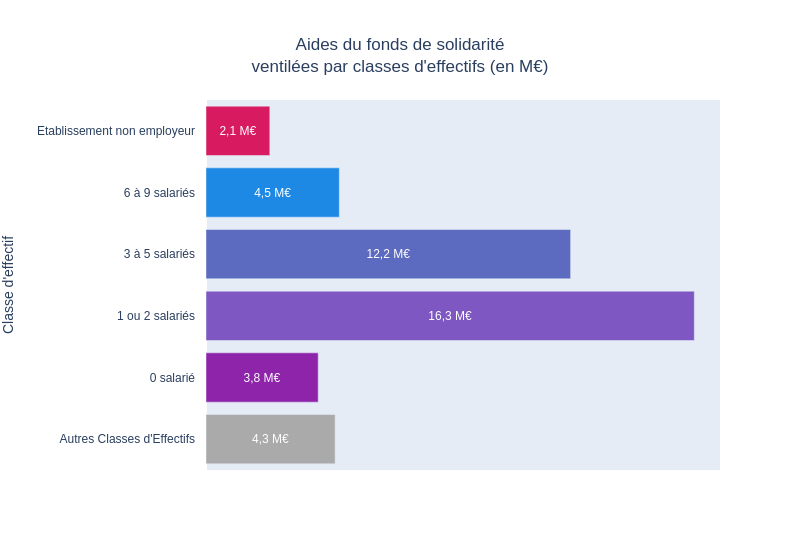 Aides du fonds de solidarité
ventilées par classes d'effectifs (en M€)
Classe d'effectif
Etablissement non employeur
2,1 M€
6 à 9 salariés
4,5 M€
3 à 5 salariés
12,2 M€
1 ou 2 salariés
16,3 M€
0 salarié
3,8 M€
Autres Classes d'Effectifs
4,3 M€